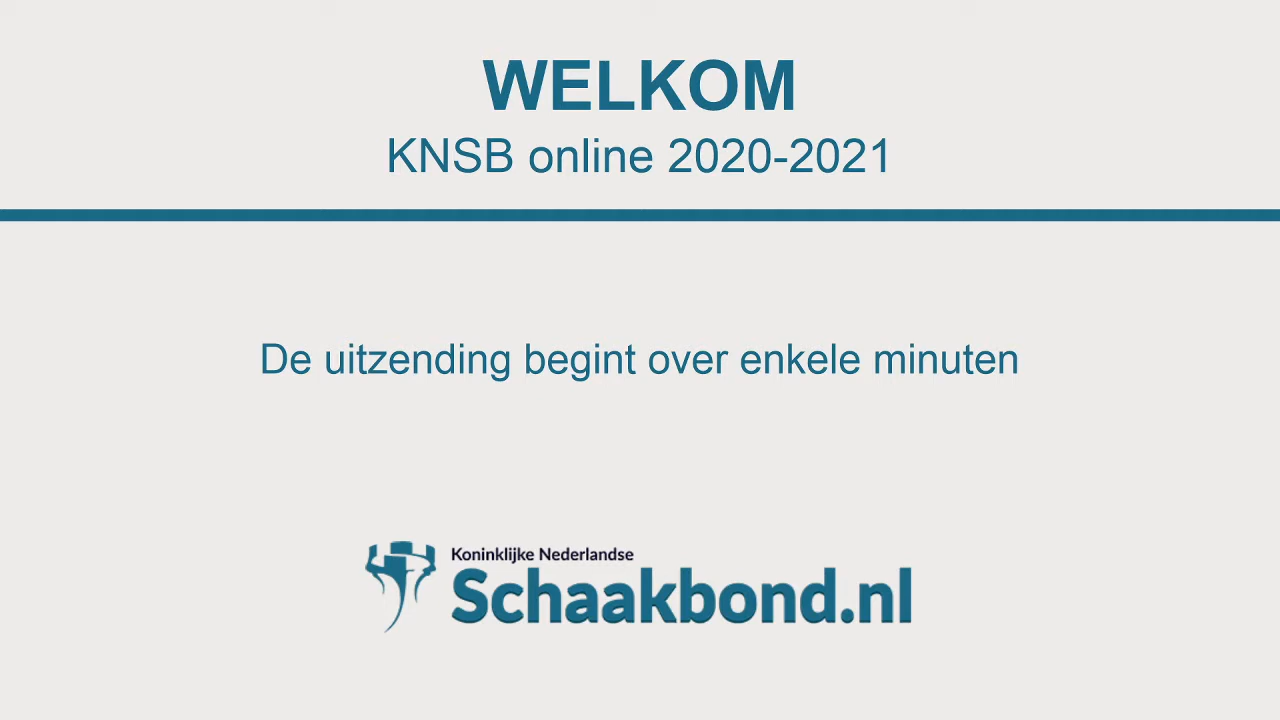 WELKOM
KNSB online 2020-2021
De uitzending begint over enkele minuten
Koninklijke Nederlandse
Schaakbond.nl